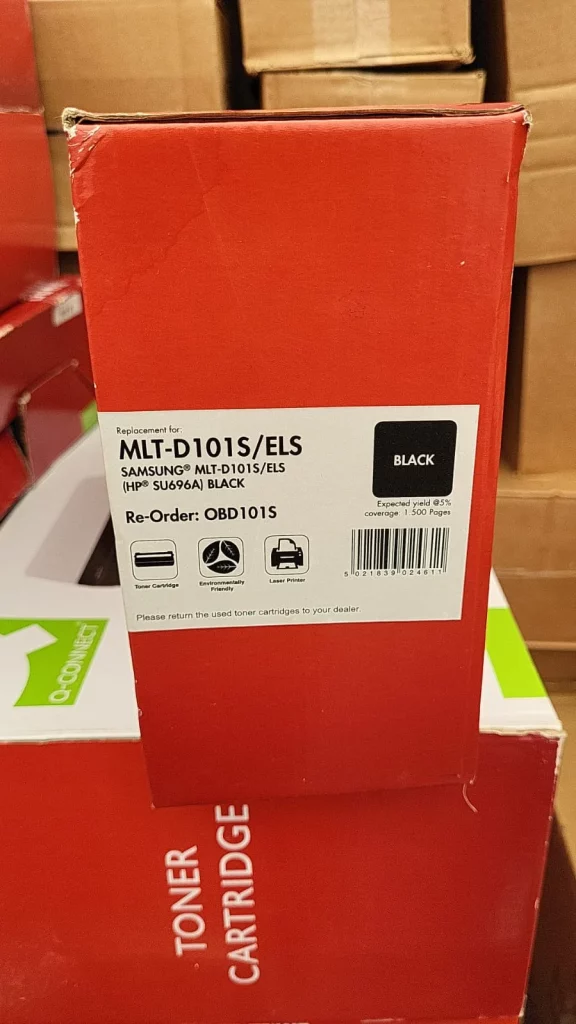 Replacement for:
MLT-D101S/ELS
SAMSUNG® MLT-D101S/ELS
(HP® SU696A) BLACK
BLACK
Expected yield @5%
coverage: 1.500 Pages
Re-Order: OBD101S
5 021839 024611
Toner Cartridge
Environmentally
Friendly
Laser Printer
Please return the used toner cartridges to your dealer.
Q-CONNECT
TONER
CARTRIDGE